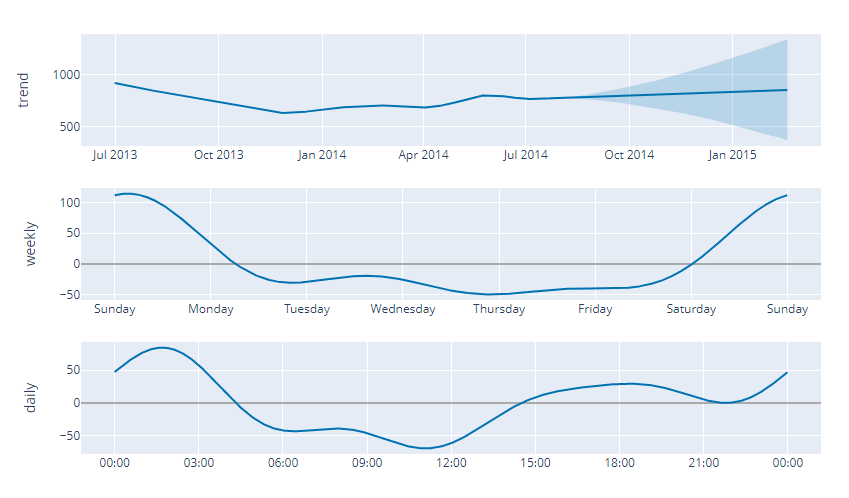 trend
1000
500
Jul 2013 Oct 2013 Jan 2014 Apr 2014 Jul 2014 Oct 2014 Jan 2015
weekly
100
50
0
−50
Sunday Monday Tuesday Wednesday Thursday Friday Saturday Sunday
daily
50
0
−50
00:00 03:00 06:00 09:00 12:00 15:00 18:00 21:00 00:00